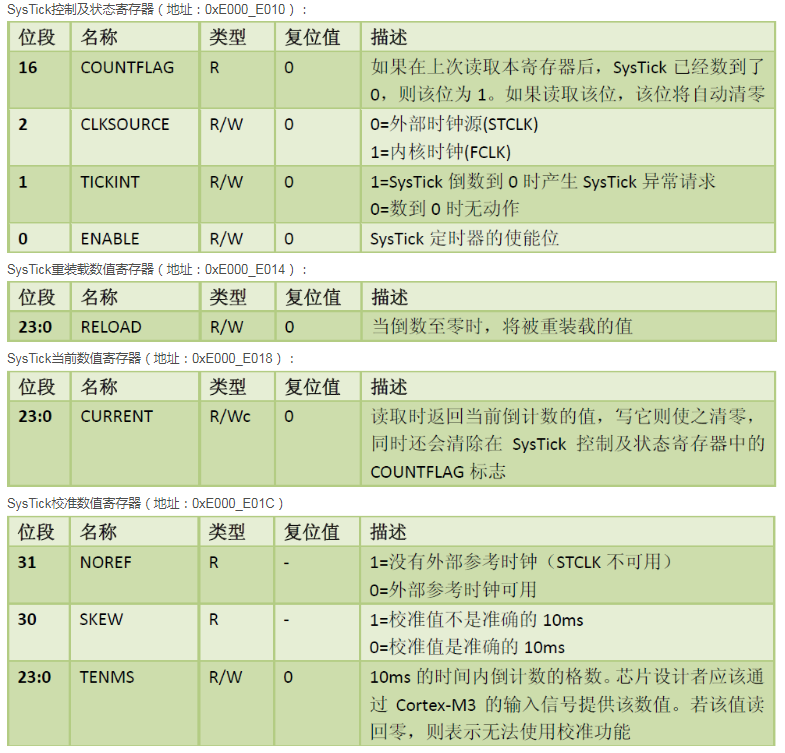 SysTick控制及状态寄存器（地址：0xE000_E010）：
位段 名称 类型 复位值 描述
16 COUNTFLAG R 0 如果在上次读取本寄存器后，SysTick 已经数到了
0，则该位为 1。如果读取该位，该位将自动清零
2 CLKSOURCE R/W 0 0=外部时钟源(STCLK)
1=内核时钟(FCLK)
1 TICKINT R/W 0 1=SysTick 倒数到 0 时产生 SysTick 异常请求
0=数到 0 时无动作
0 ENABLE R/W 0 SysTick 定时器的使能位
SysTick重装载数值寄存器（地址：0xE000_E014）：
位段 名称 类型 复位值 描述
23:0 RELOAD R/W 0 当倒数至零时，将被重装载的值
SysTick当前数值寄存器（地址：0xE000_E018）：
位段 名称 类型 复位值 描述
23:0 CURRENT R/Wc 0 读取时返回当前倒计数的值，写它则使之清零，
同时还会清除在 SysTick 控制及状态寄存器中的
COUNTFLAG 标志
SysTick校准数值寄存器（地址：0xE000_E01C）
位段 名称 类型 复位值 描述
31 NOREF R - 1=没有外部参考时钟（STCLK 不可用）
0=外部参考时钟可用
30 SKEW R - 1=校准值不是准确的 10ms
0=校准值是准确的 10ms
23:0 TENMS R/W 0 10ms 的时间内倒计数的格数。芯片设计者应该通
过 Cortex-M3 的输入信号提供该数值。若该值读
回零，则表示无法使用校准功能